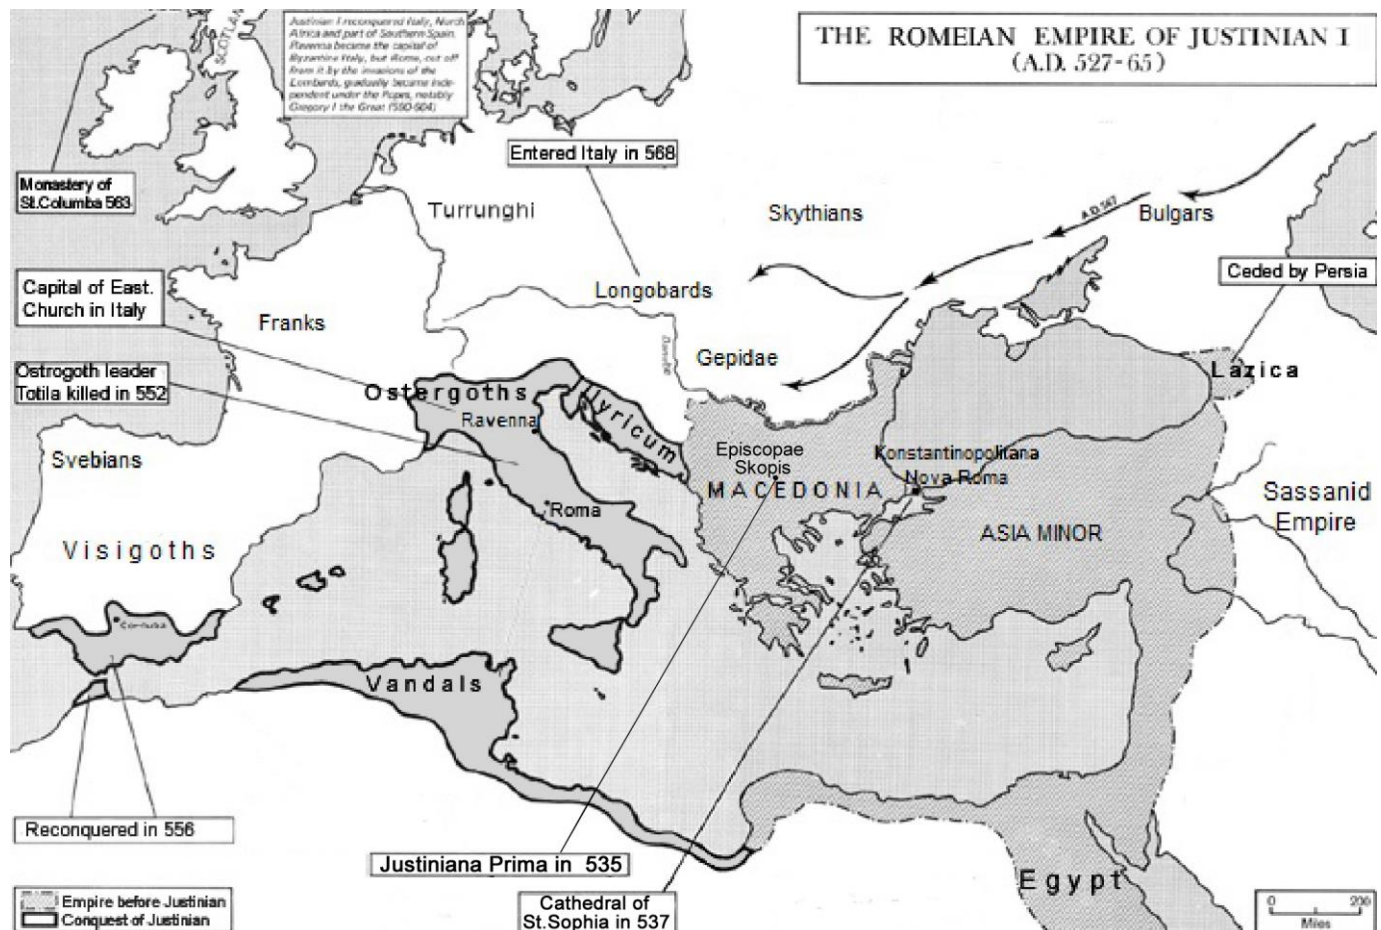 SCOTLAND
Justinian I reconquered Italy, North
Africa and part of Southern Spain.
Ravenna became the capital of
Byzantine Italy, but Rome, cut off
from it by the invasions of the
Lombards, gradually became inde-
pendent under the Popes, notably
Gregory I the Great (590-604)
THE ROMEIAN EMPIRE OF JUSTINIAN I
(A.D. 527-65)
Entered Italy in 568
Monastery of
St.Columba 563
Turrunghi
Skythians
A.D. 567
Bulgars
Capital of East.
Church in Italy
Ceded by Persia
Longobards
Franks
Danube
Gepidae
Ostrogoth leader
Totila killed in 552
Ostergoths
Illyricum
Lazica
Ravenna
Svebians
Episcopae
Skopis
Konstantinopolitana
Nova Roma
MACEDONIA
Roma
Sassanid
Empire
ASIA MINOR
Visigoths
Vandals
Reconquered in 556
Justiniana Prima in 535
Cathedral of
St.Sophia in 537
Egypt
Empire before Justinian
Conquest of Justinian
0 200
Miles